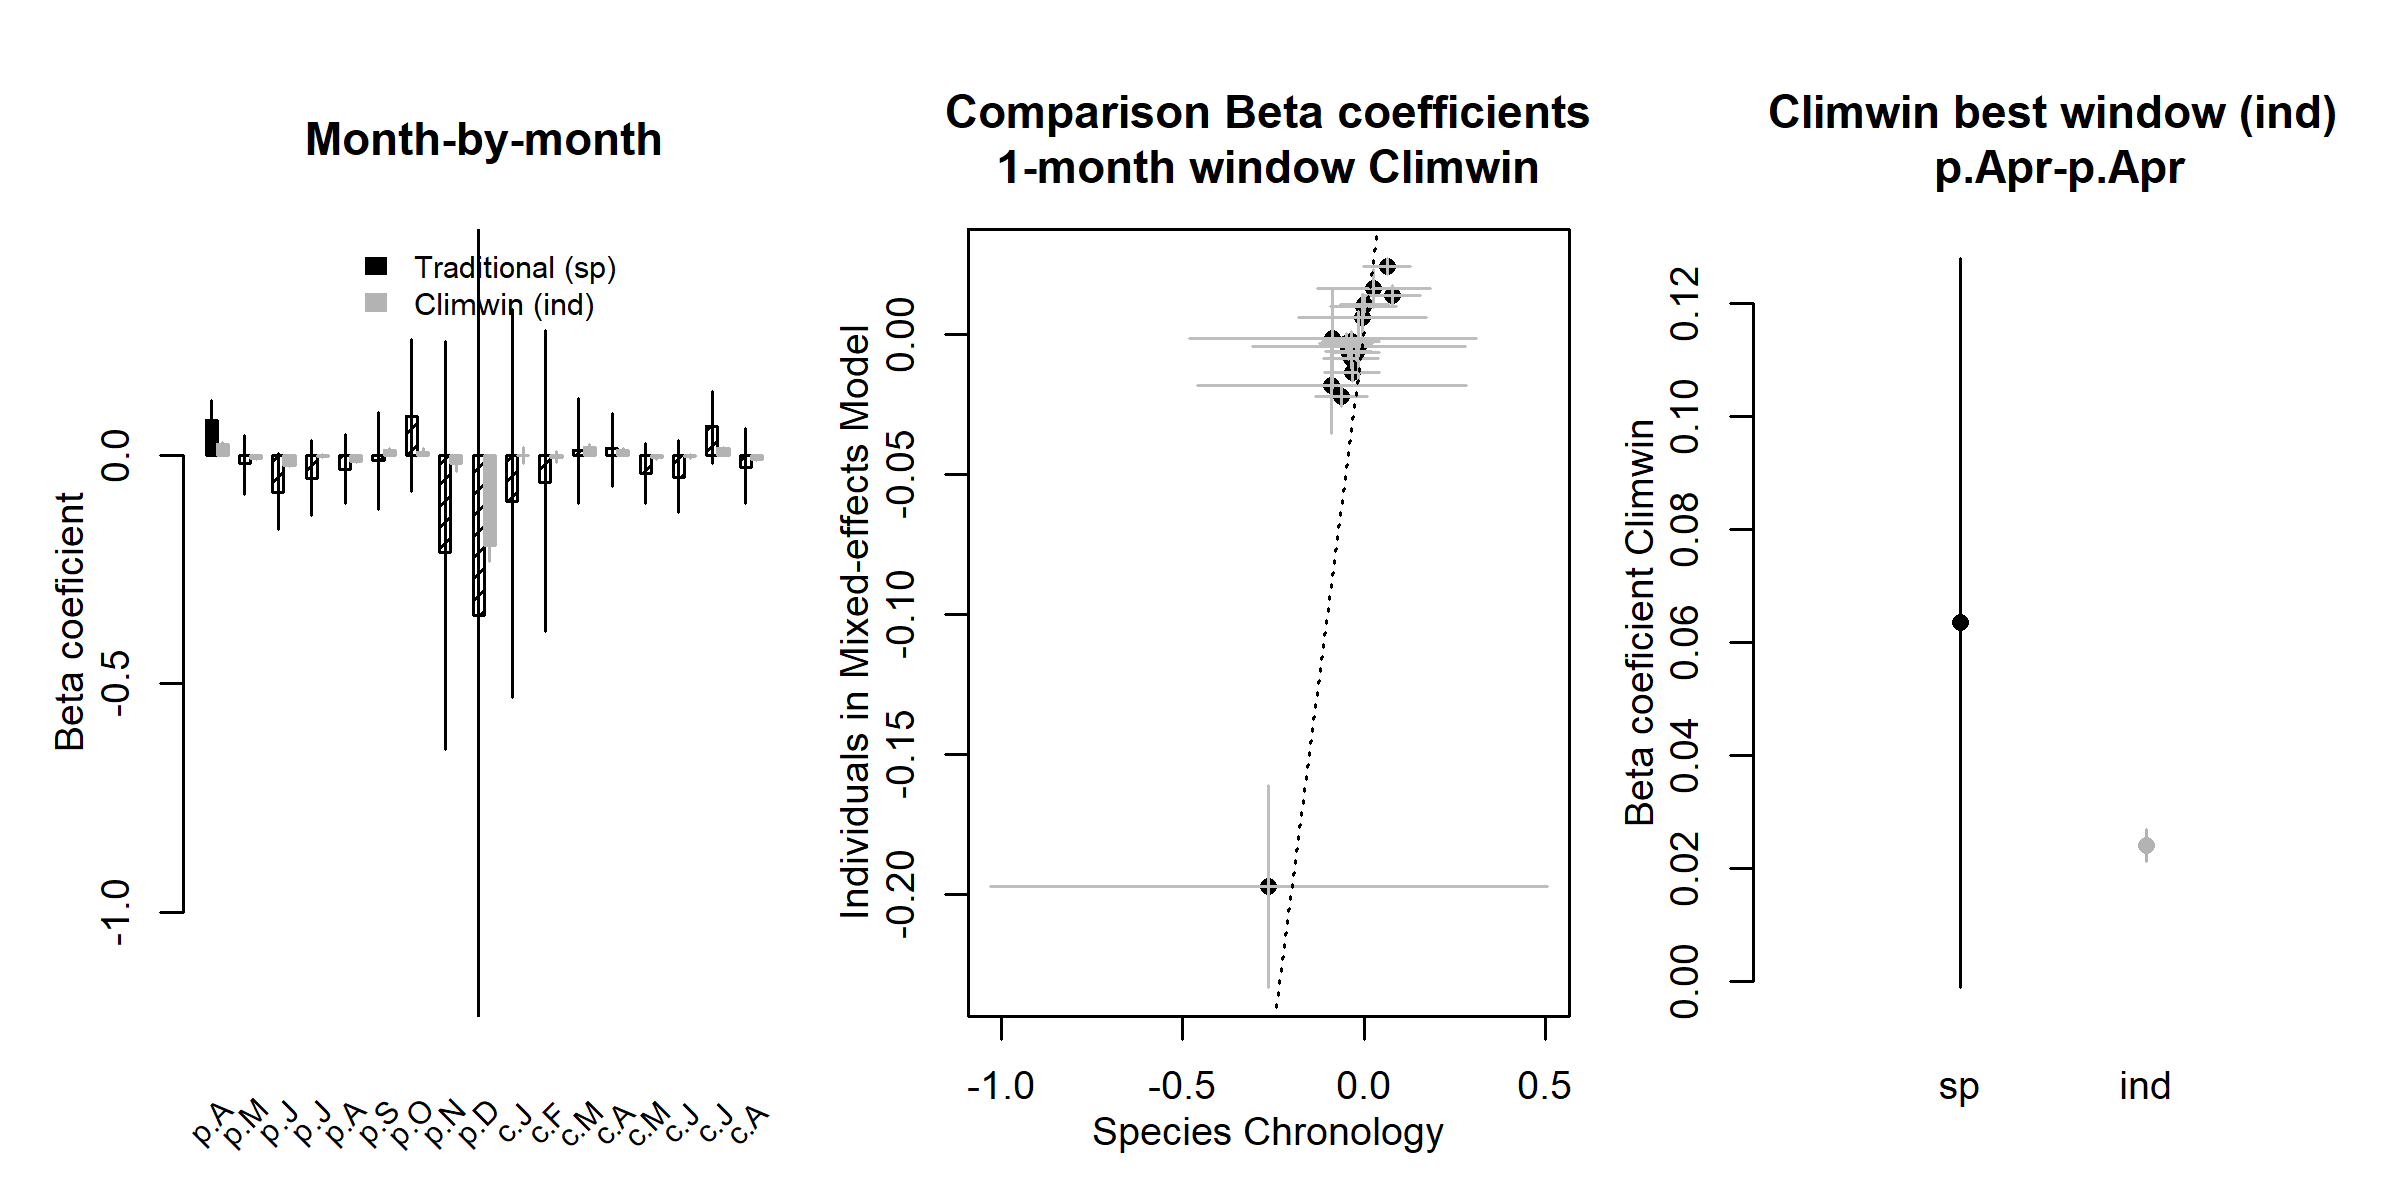 Month-by-month
Traditional (sp)
Climwin (ind)
Beta coeficient
0.0
-0.5
-1.0
p.A
p.M
p.J
p.J
p.A
p.S
p.O
p.N
p.D
c.J
c.F
c.M
c.A
c.M
c.J
c.J
c.A
Comparison Beta coefficients
1-month window Climwin
Individuals in Mixed-effects Model
0.00
-0.05
-0.10
-0.15
-0.20
-1.0
-0.5
0.0
0.5
Species Chronology
Climwin best window (ind)
p.Apr-p.Apr
Beta coeficient Climwin
0.12
0.10
0.08
0.06
0.04
0.02
0.00
sp
ind